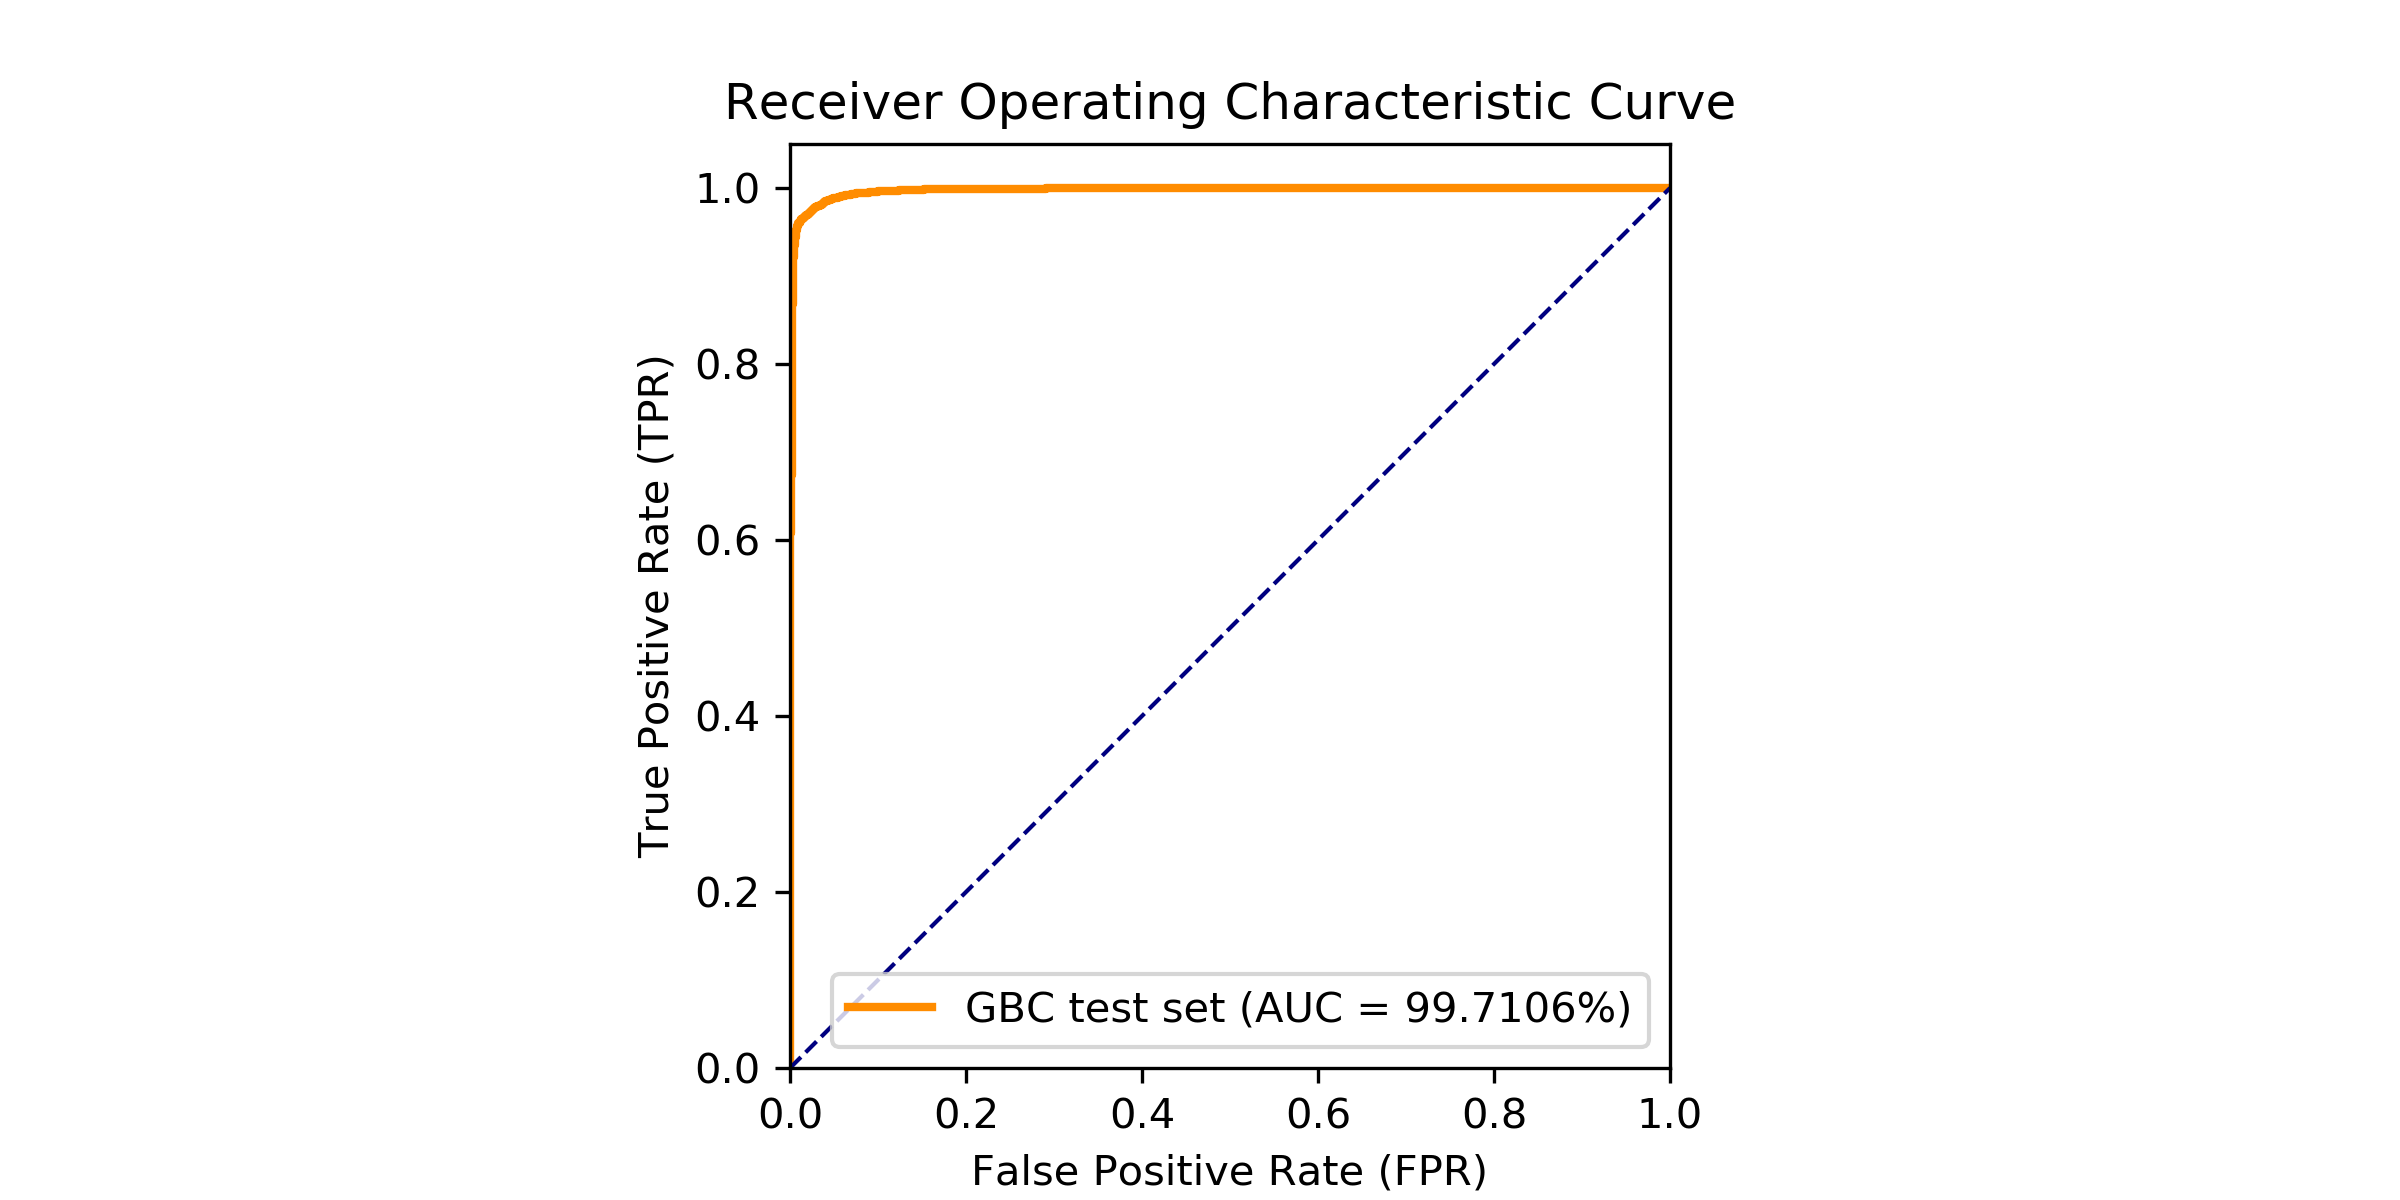 Receiver Operating Characteristic Curve
True Positive Rate (TPR)
1.0
0.8
0.6
0.4
0.2
0.0
GBC test set (AUC = 99.7106%)
0.0 0.2 0.4 0.6 0.8 1.0
False Positive Rate (FPR)